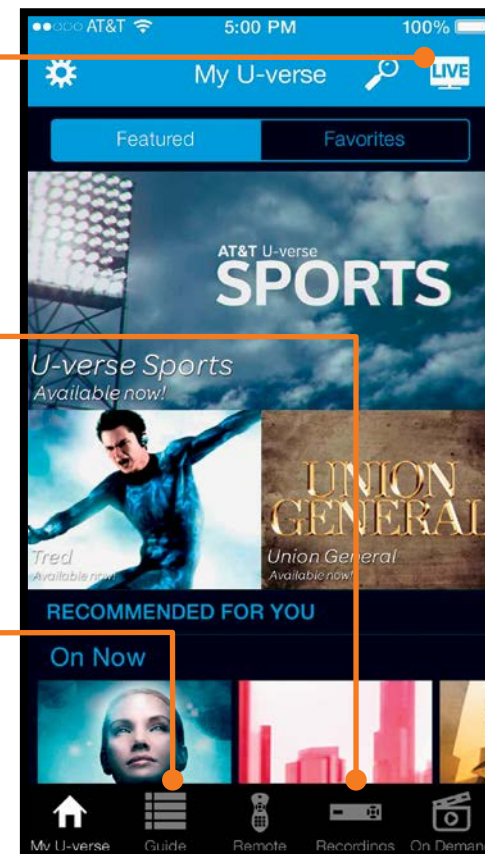 AT&T 5:00 PM 100%
My U-verse LIVE
Featured Favorites
AT&T U-verse
SPORTS
U-verse Sports
Available now!
UNION
GENERAL
Tred Union General
Available now! Available now!
RECOMMENDED FOR YOU
On Now
My U-verse Guide Remote Recordings On Demand